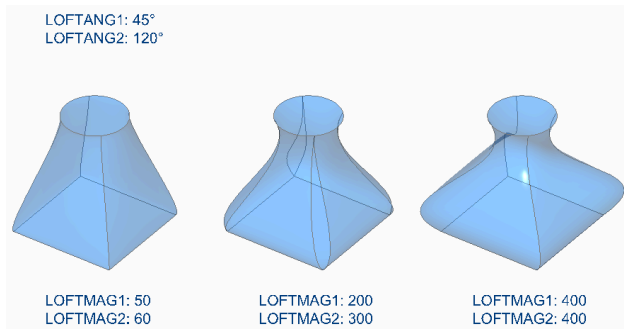 LOFTANG1: 45°
LOFTANG2: 120°
LOFTMAG1: 50
LOFTMAG2: 60
LOFTMAG1: 200
LOFTMAG2: 300
LOFTMAG1: 400
LOFTMAG2: 400